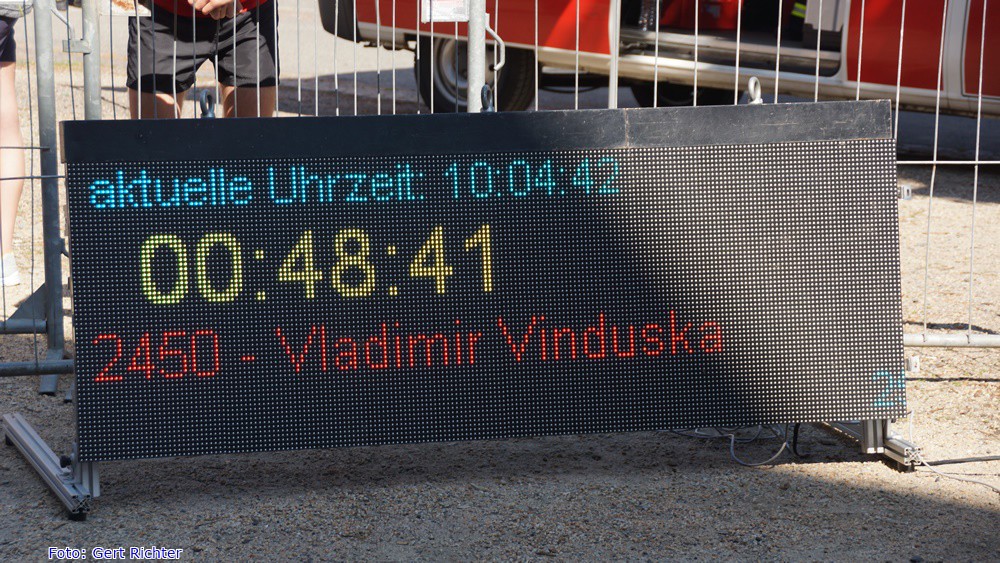 aktuelle Uhrzeit: 10:04:42
00:48:41
2450 - Vladimir Vinduska
Foto: Gert Richter